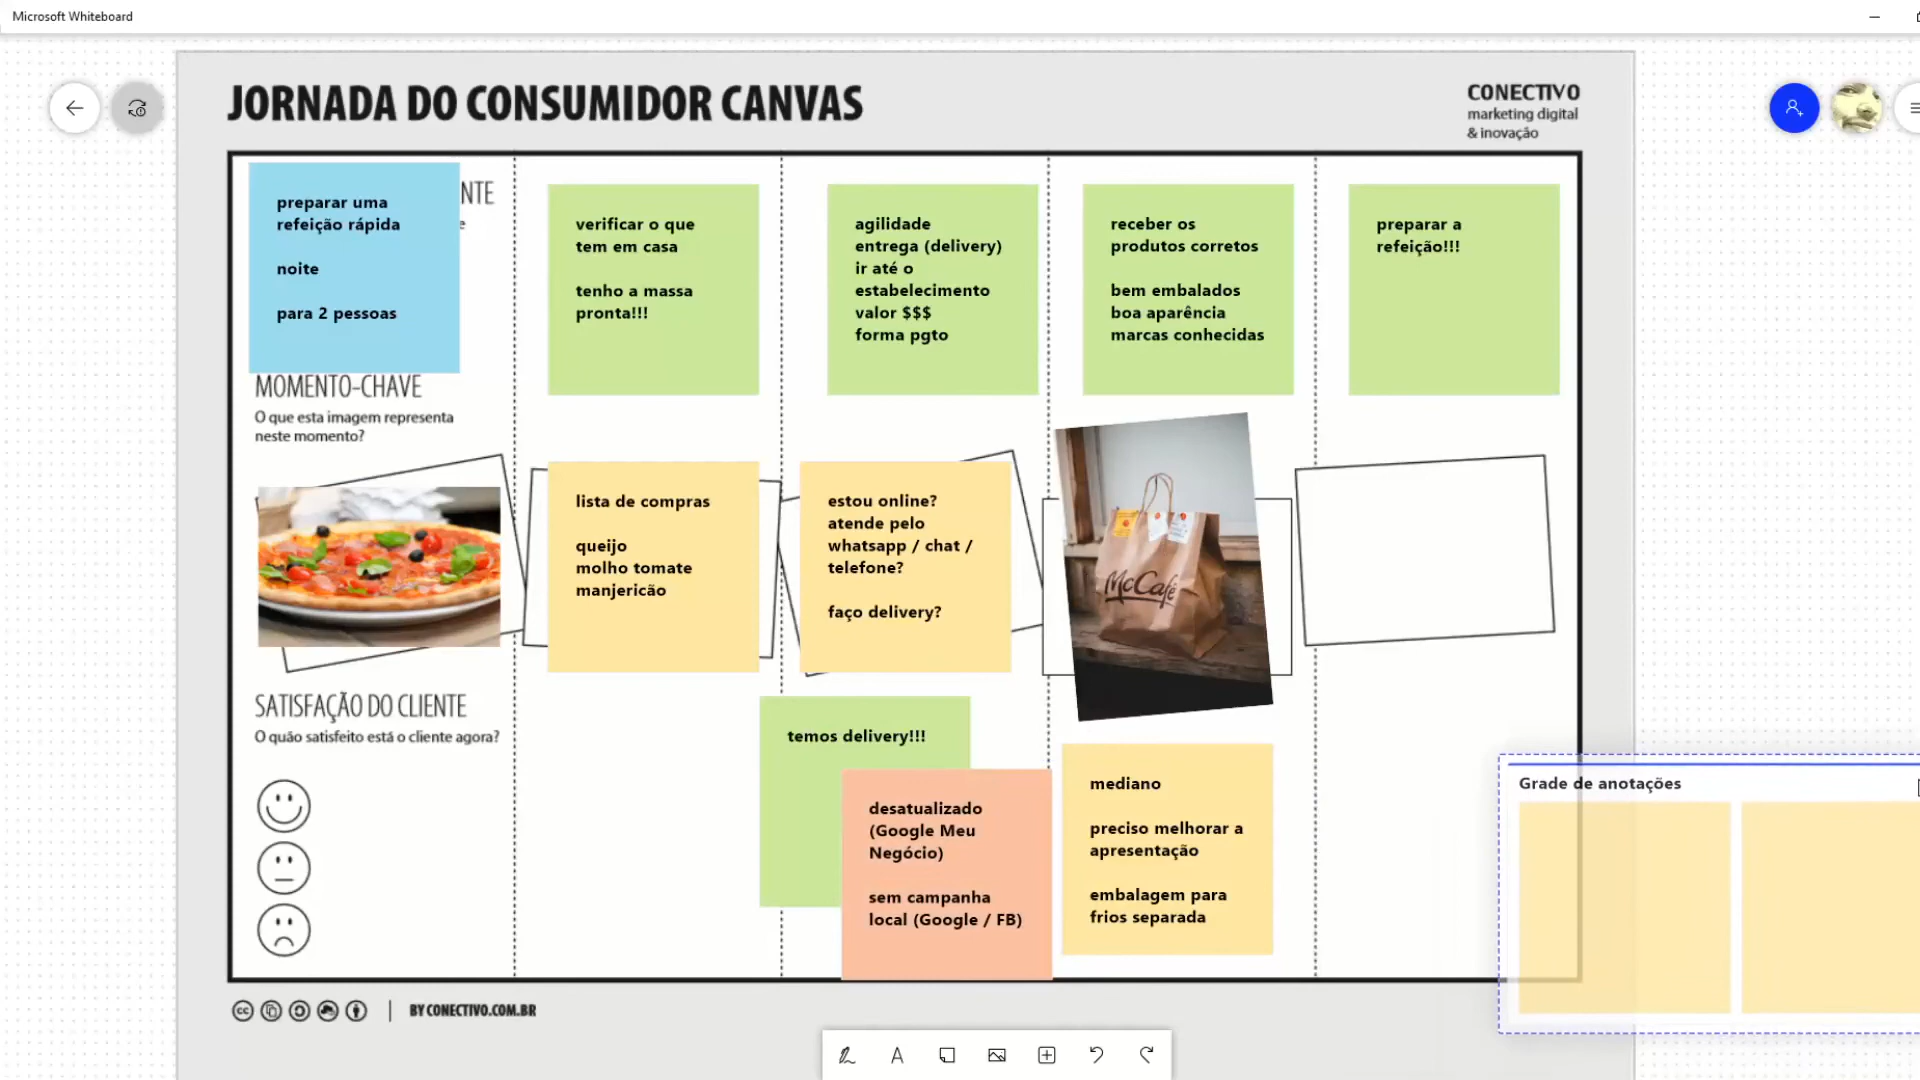 Microsoft Whiteboard
JORNADA DO CONSUMIDOR CANVAS
CONECTIVO
marketing digital
& inovação
preparar uma
refeição rápida
noite
para 2 pessoas
NTE
e
verificar o que
tem em casa
tenho a massa
pronta!!!
agilidade
entrega (delivery)
ir até o
estabelecimento
valor $$$
forma pgto
receber os
produtos corretos
bem embalados
boa aparência
marcas conhecidas
preparar a
refeição!!!
MOMENTO-CHAVE
O que esta imagem representa
neste momento?
lista de compras
queijo
molho tomate
manjericão
estou online?
atende pelo
whatsapp / chat /
telefone?
faço delivery?
McCafé
SATISFAÇÃO DO CLIENTE
O quão satisfeito está o cliente agora?
temos delivery!!!
desatualizado
(Google Meu
Negócio)
sem campanha
local (Google / FB)
mediano
preciso melhorar a
apresentação
embalagem para
frios separada
Grade de anotações
cc
BY CONECTIVO.COM.BR